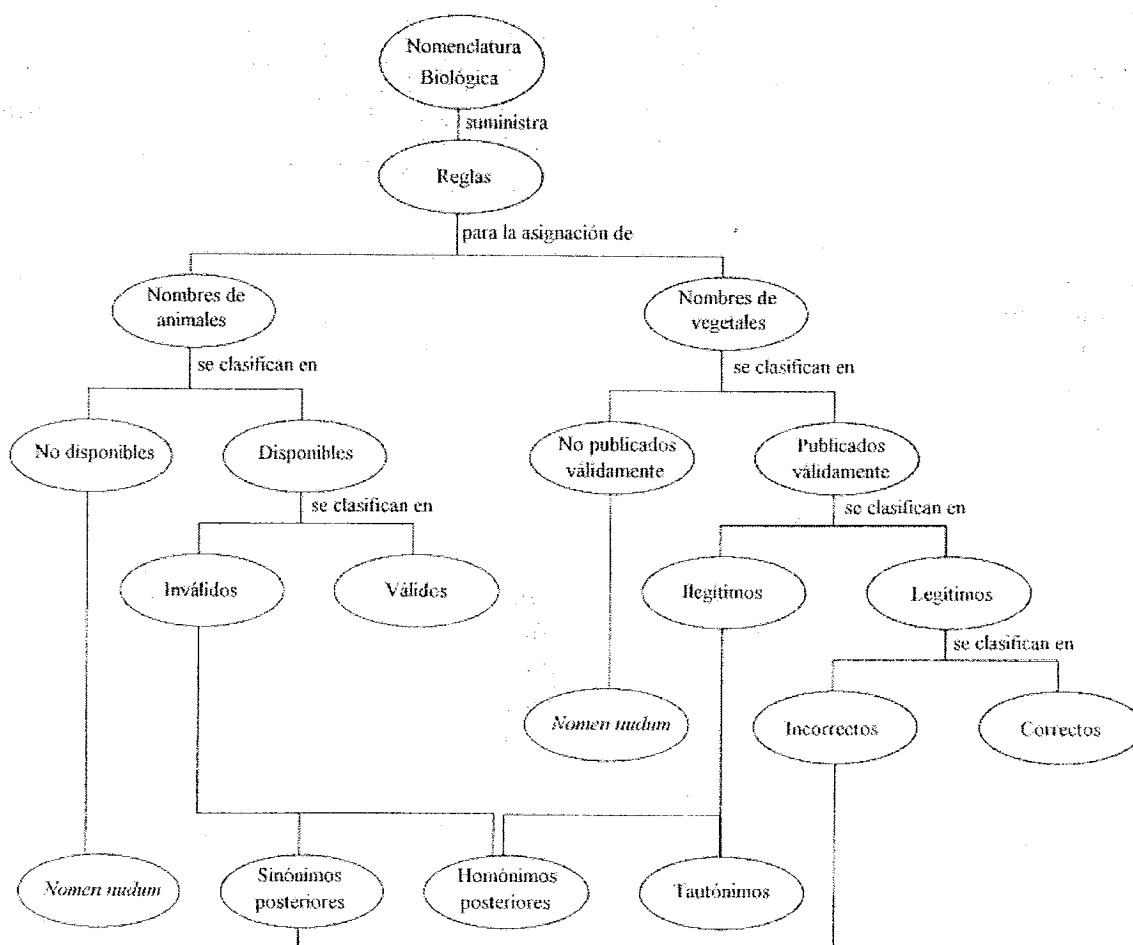 Nomenclatura
Biológica
suministra
Reglas
para la asignación de
Nombres de
animales
Nombres de
vegetales
se clasifican en
se clasifican en
No disponibles
Disponibles
No publicados
válidamente
Publicados
válidamente
se clasifican en
se clasifican en
Inválidos
Válidos
Ilegítimos
Legítimos
se clasifican en
Nomen nudum
Incorrectos
Correctos
Nomen nudum
Sinónimos
posteriores
Homónimos
posteriores
Tautónimos